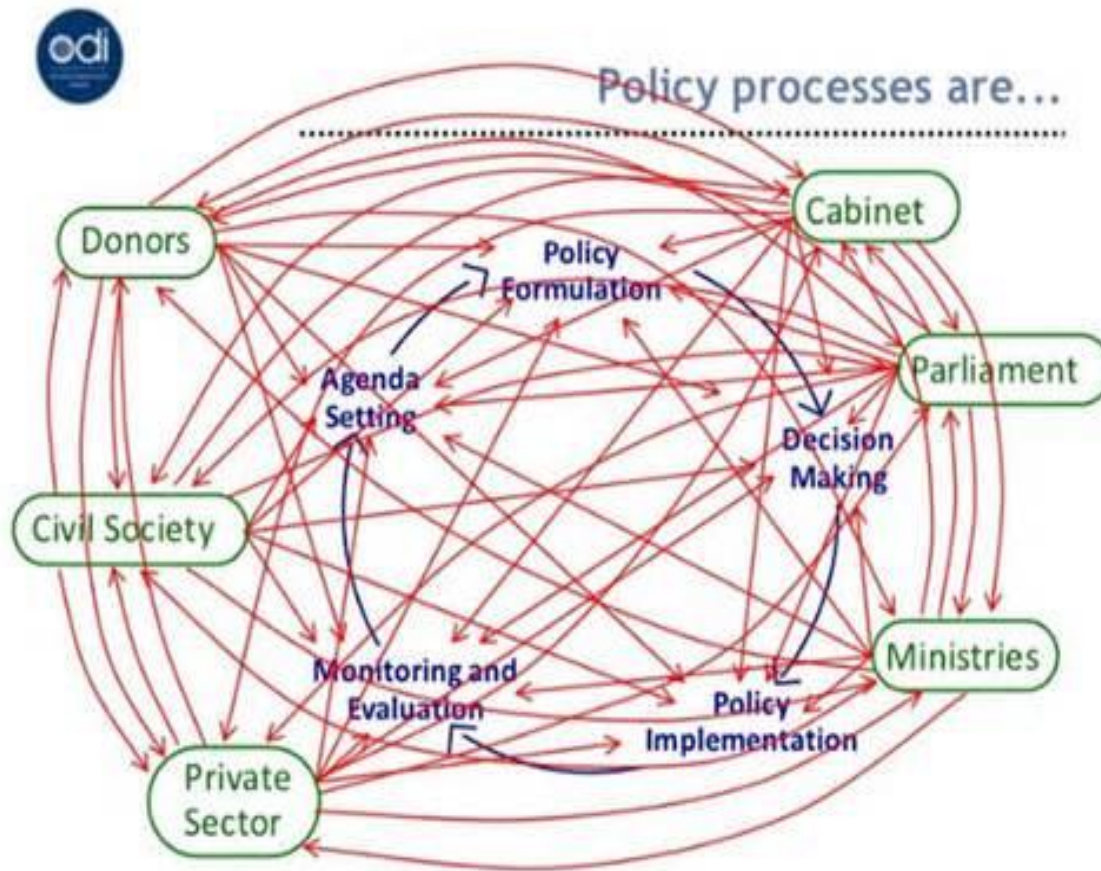 odi
Policy processes are...
Donors
Cabinet
Policy
Formulation
Parliament
Agenda
Setting
Decision
Making
Civil Society
Ministries
Monitoring and
Evaluation
Policy
Implementation
Private
Sector